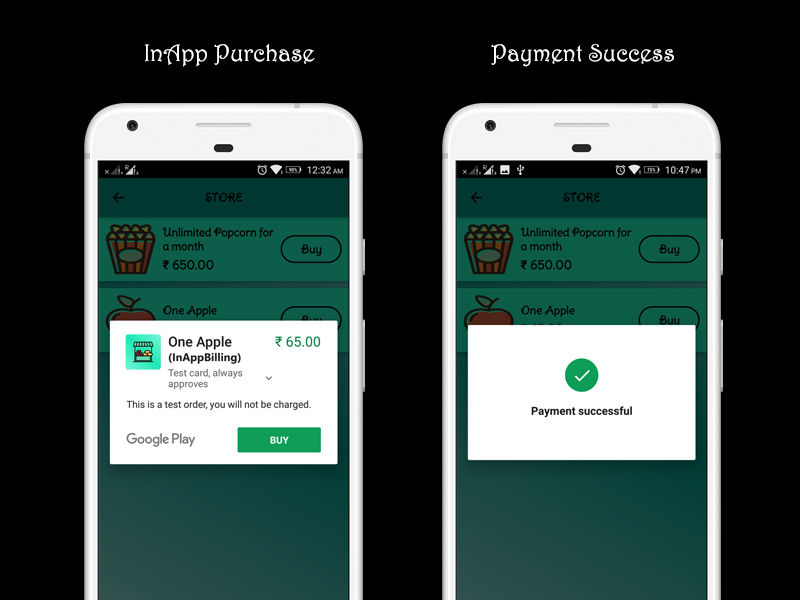 InApp Purchase
Payment Success
R
90%
12:32 AM
STORE
Unlimited Popcorn for
a month
₹ 650.00
Buy
One Apple
Buy
One Apple
₹ 65.00
(InAppBilling)
Test card, always
approves
This is a test order, you will not be charged.
Google Play
BUY
R
75%
10:47 PM
STORE
Unlimited Popcorn for
a month
₹ 650.00
Buy
One Apple
Buy
Payment successful